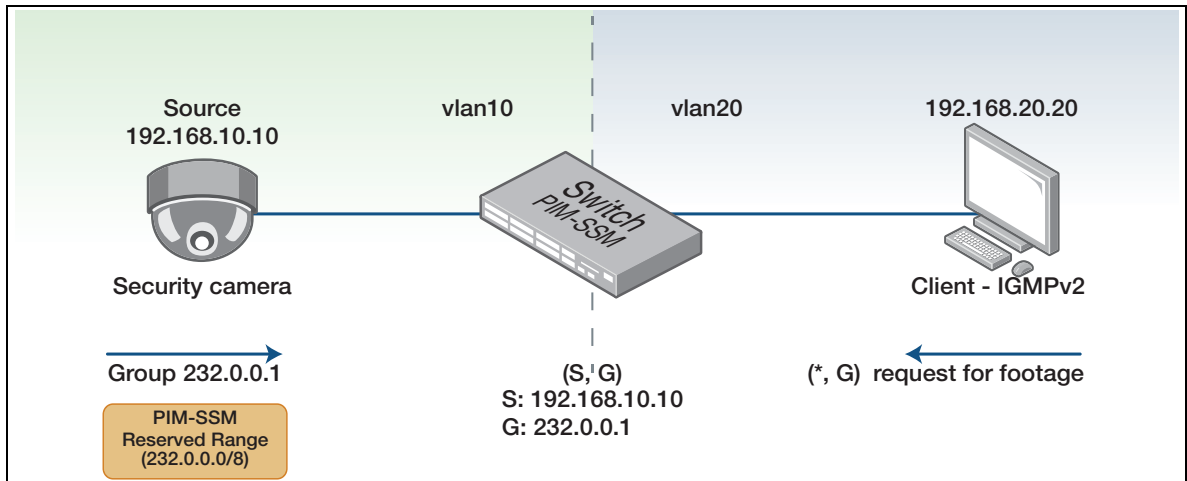 Source
192.168.10.10
vlan10
vlan20
192.168.20.20
Switch
PIM-SSM
Security camera
Client - IGMPv2
Group 232.0.0.1
(S, G)
S: 192.168.10.10
G: 232.0.0.1
(*, G) request for footage
PIM-SSM
Reserved Range
(232.0.0.0/8)